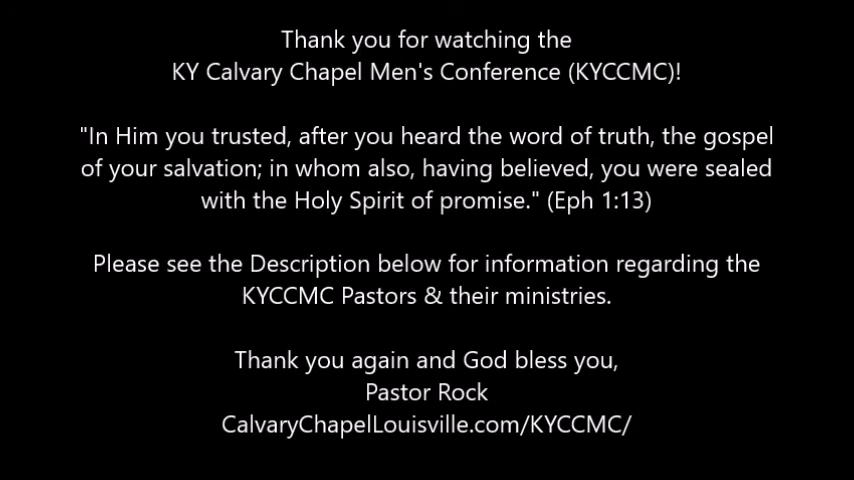 Thank you for watching the
KY Calvary Chapel Men's Conference (KYCCMC)!
"In Him you trusted, after you heard the word of truth, the gospel
of your salvation; in whom also, having believed, you were sealed
with the Holy Spirit of promise." (Eph 1:13)
Please see the Description below for information regarding the
KYCCMC Pastors & their ministries.
Thank you again and God bless you,
Pastor Rock
CalvaryChapelLouisville.com/KYCCMC/